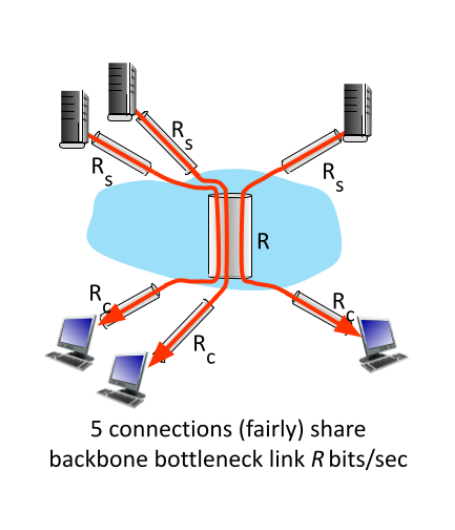 R_s
R_s
R_s
R
R_c
R_c
R_c
5 connections (fairly) share
backbone bottleneck link R bits/sec